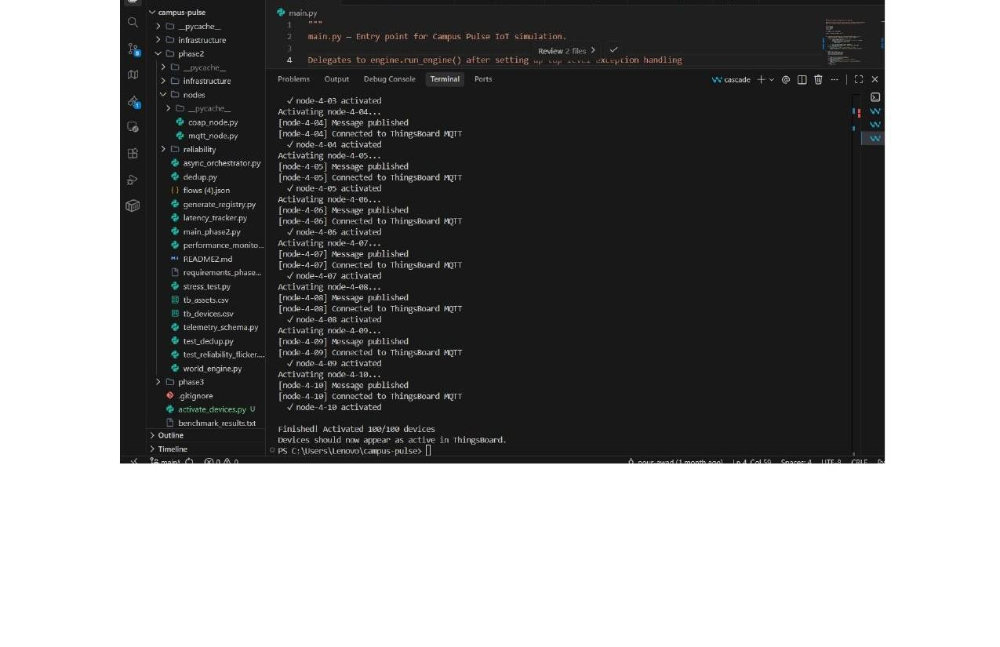 campus-pulse
__pycache__
infrastructure
phase2
__pycache__
infrastructure
nodes
__pycache__
coap_node.py
mqtt_node.py
reliability
async_orchestrator.py
dedup.py
flows (4).json
generate_registry.py
latency_tracker.py
main_phase2.py
performance_monito...
README2.md
requirements_phase...
stress_test.py
tb_assets.csv
tb_devices.csv
telemetry_schema.py
test_dedup.py
test_reliability_flicker....
world_engine.py
phase3
.gitignore
activate_devices.py U
benchmark_results.txt
Outline
Timeline
main.py
1 """
2 main.py — Entry point for Campus Pulse IoT simulation.
3
4 Delegates to engine.run_engine() after setting up top-level exception handling
Review 2 files
Problems Output Debug Console Terminal Ports
cascade
✓ node-4-03 activated
Activating node-4-04...
[node-4-04] Message published
[node-4-04] Connected to ThingsBoard MQTT
✓ node-4-04 activated
Activating node-4-05...
[node-4-05] Message published
[node-4-05] Connected to ThingsBoard MQTT
✓ node-4-05 activated
Activating node-4-06...
[node-4-06] Message published
[node-4-06] Connected to ThingsBoard MQTT
✓ node-4-06 activated
Activating node-4-07...
[node-4-07] Message published
[node-4-07] Connected to ThingsBoard MQTT
✓ node-4-07 activated
Activating node-4-08...
[node-4-08] Message published
[node-4-08] Connected to ThingsBoard MQTT
✓ node-4-08 activated
Activating node-4-09...
[node-4-09] Message published
[node-4-09] Connected to ThingsBoard MQTT
✓ node-4-09 activated
Activating node-4-10...
[node-4-10] Message published
[node-4-10] Connected to ThingsBoard MQTT
✓ node-4-10 activated
Finished! Activated 100/100 devices
Devices should now appear as active in ThingsBoard.
PS C:\Users\Lenovo\campus-pulse>
main* 0 0 nour-awad (1 month ago) Ln 4, Col 59 Spaces: 4 UTF-8 CRLF